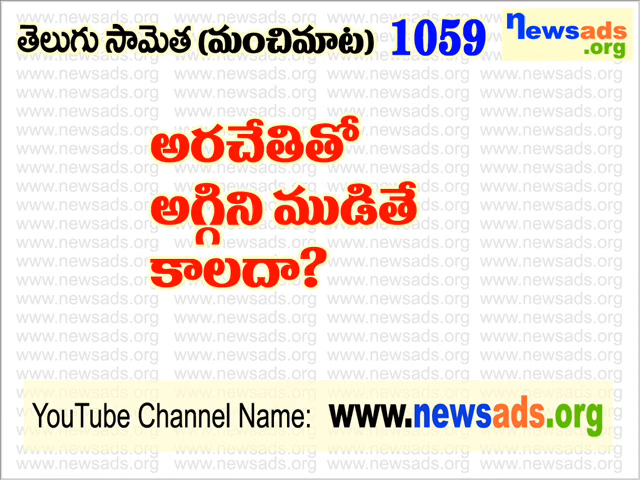 తెలుగు సామెత (మంచిమాట) 1059
newsads
.org
అరచేతితో
అగ్గిని ముడితే
కాలదా?
YouTube Channel Name: www.newsads.org